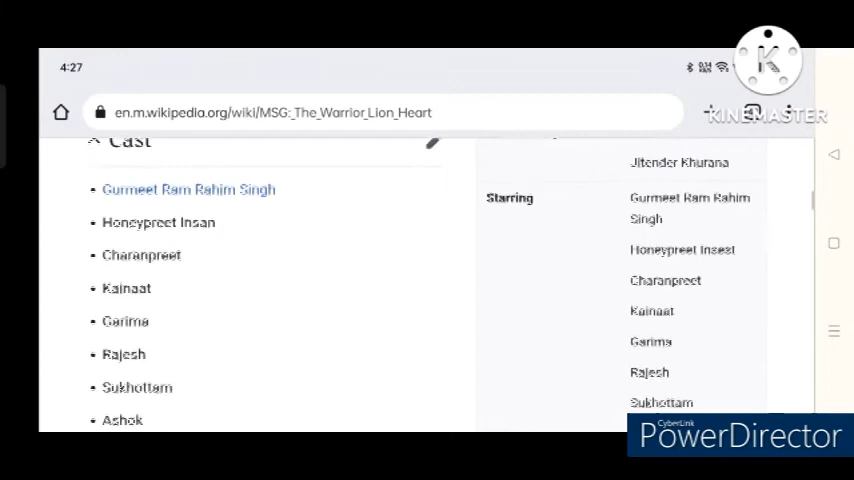 4:27
en.m.wikipedia.org/wiki/MSG:_The_Warrior_Lion_Heart
K
KINEMASTER
Cast
Gurmeet Ram Rahim Singh
Honeypreet Insan
Charanpreet
Kainaat
Garima
Rajesh
Sukhottam
Ashok
Jitender Khurana
Starring
Gurmeet Ram Rahim
Singh
Honeypreet Insest
Charanpreet
Kainaat
Garima
Rajesh
Sukhottam
CyberLink
PowerDirector